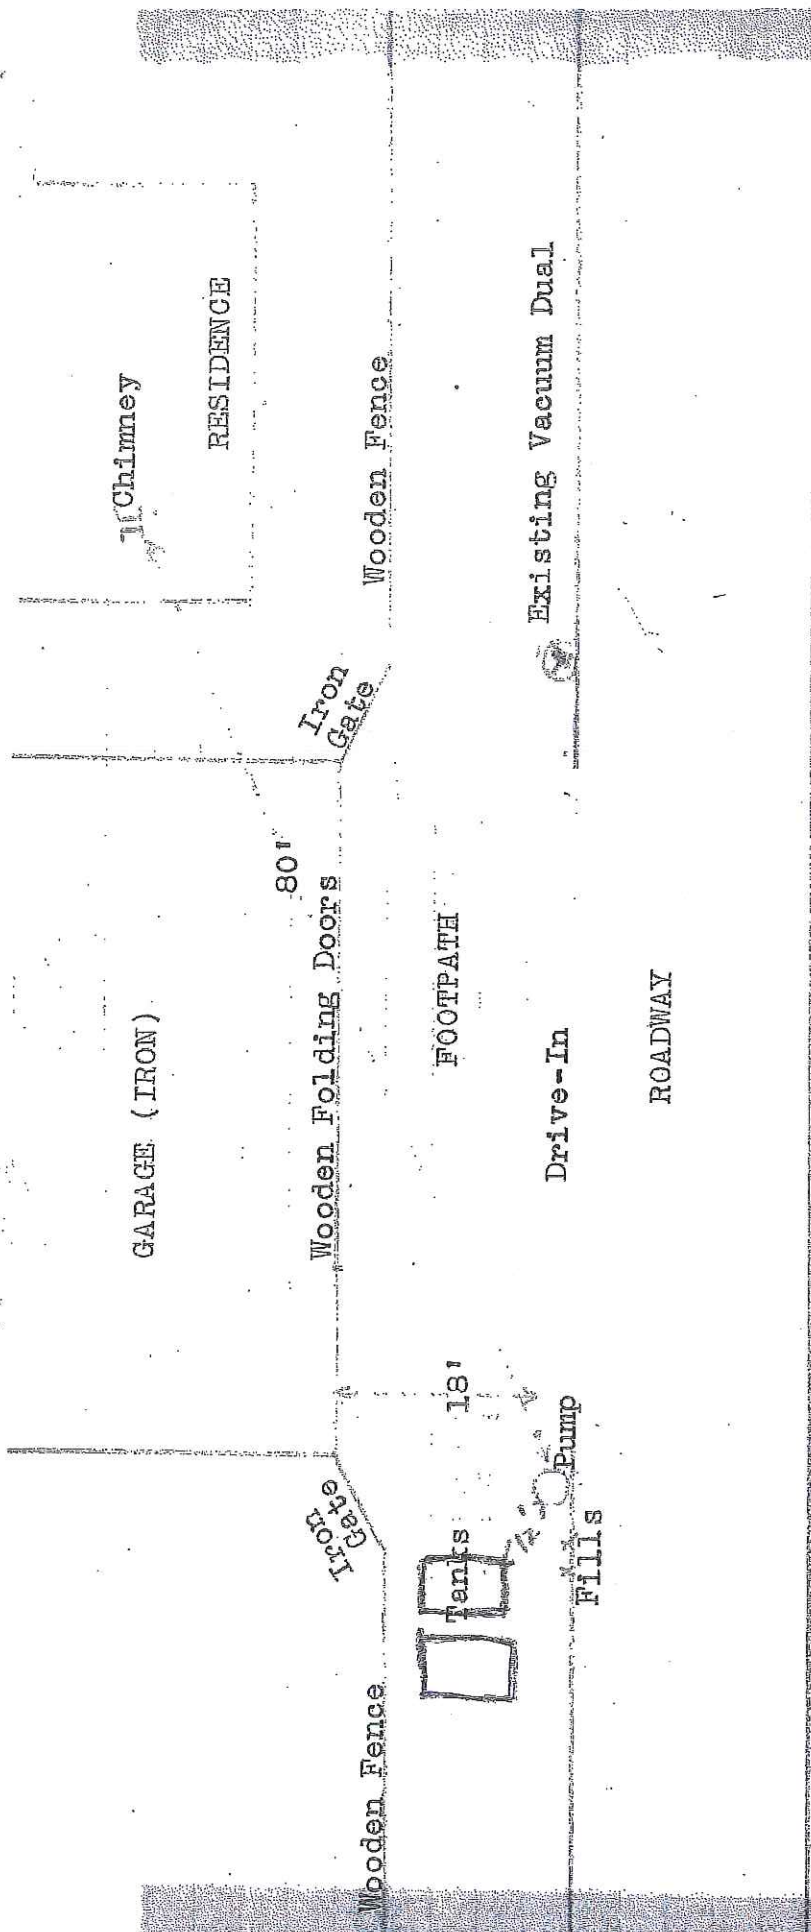 Chimney
RESIDENCE
GARAGE (IRON)
80'
Iron
Gate
Wooden Folding Doors
Iron
Gate
Wooden Fence
Wooden Fence
FOOTPATH
18'
Tanks
Existing Vacuum Dual
Drive-In
Pump
Fills
ROADWAY